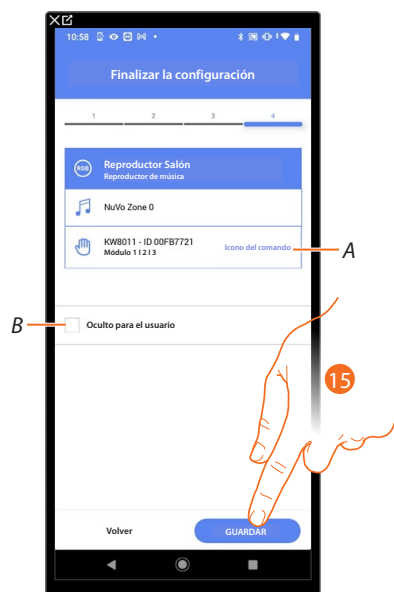 10:58
Finalizar la configuración
1 2 3 4
RGB
Reproductor Salón
Reproductor de música
NuVo Zone 0
KW8011 - ID 00FB7721
Módulo 1 I 2 I 3
Icono del comando
A
B
Oculto para el usuario
15
Volver
GUARDAR